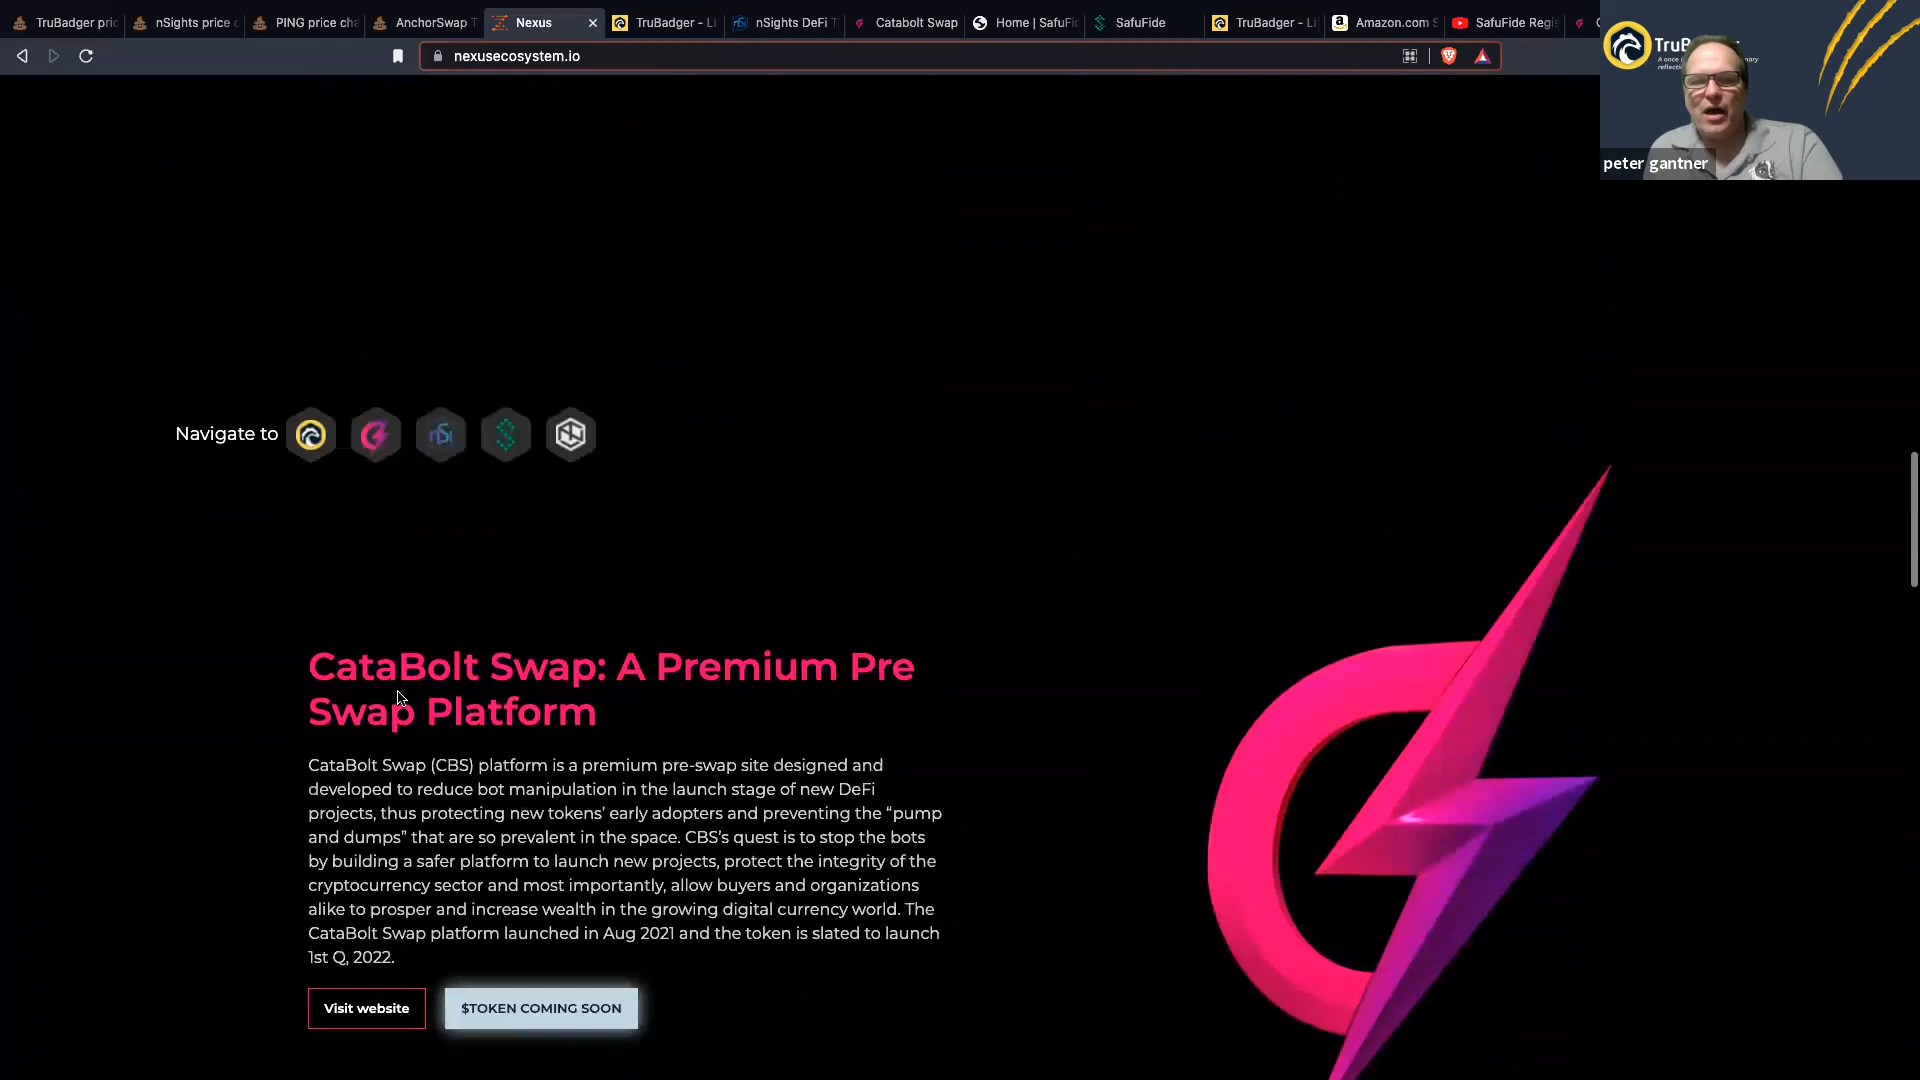 TruBadger pric
nSights price c
PING price cha
AnchorSwap T
Nexus
TruBadger - Li
nSights DeFi T
Catabolt Swap
Home | SafuFi
SafuFide
TruBadger - Li
Amazon.com S
SafuFide Regis
nexusecosystem.io
TruB
A once
reflecti
peter gantner
Navigate to
CataBolt Swap: A Premium Pre
Swap Platform
CataBolt Swap (CBS) platform is a premium pre-swap site designed and
developed to reduce bot manipulation in the launch stage of new DeFi
projects, thus protecting new tokens’ early adopters and preventing the “pump
and dumps” that are so prevalent in the space. CBS’s quest is to stop the bots
by building a safer platform to launch new projects, protect the integrity of the
cryptocurrency sector and most importantly, allow buyers and organizations
alike to prosper and increase wealth in the growing digital currency world. The
CataBolt Swap platform launched in Aug 2021 and the token is slated to launch
1st Q, 2022.
Visit website
$TOKEN COMING SOON